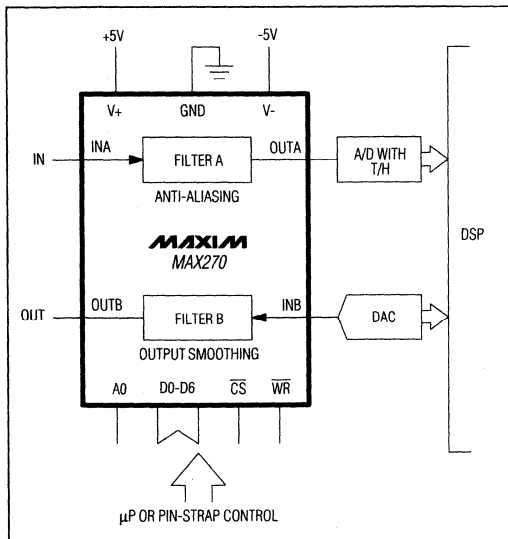 +5V -5V
V+ GND V-
IN INA FILTER A OUTA A/D WITH
T/H
ANTI-ALIASING
DSP
MAXIM
MAX270
OUT OUTB FILTER B INB DAC
OUTPUT SMOOTHING
A0 D0-D6 CS WR
µP OR PIN-STRAP CONTROL